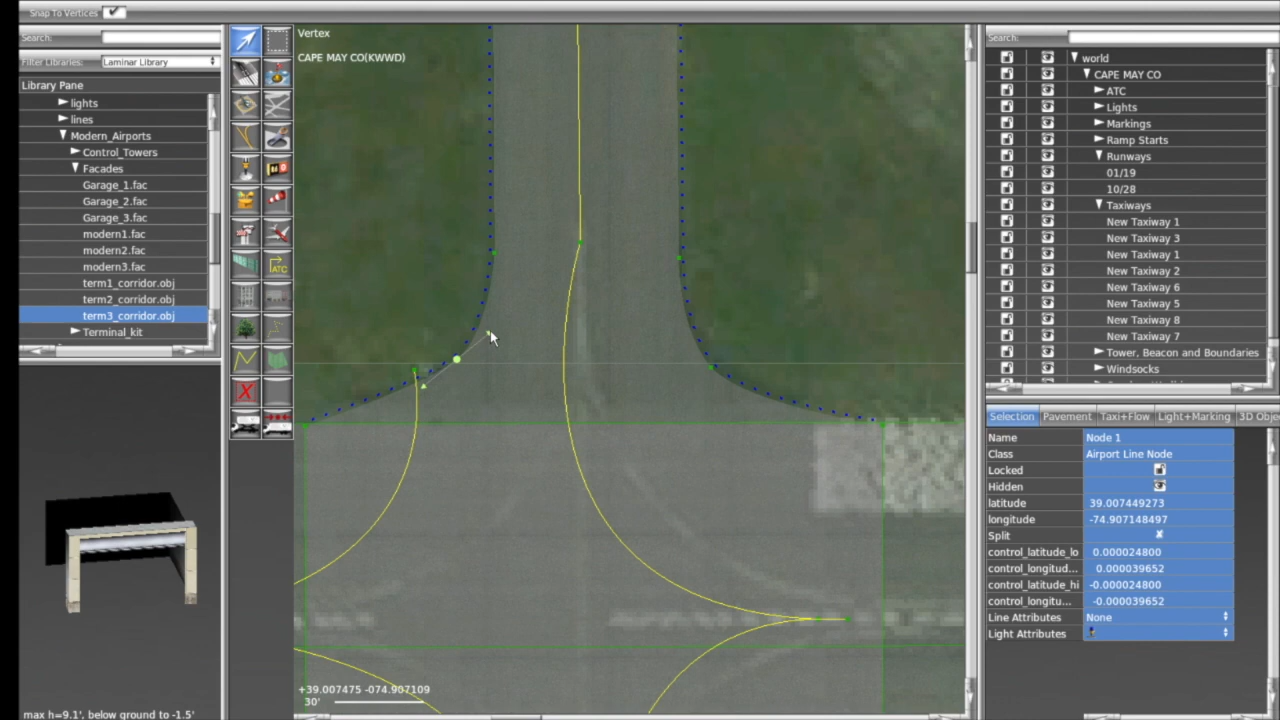 Snap To Vertices
Search:
Filter Libraries: Laminar Library
Library Pane
lights
lines
Modern_Airports
Control_Towers
Facades
Garage_1.fac
Garage_2.fac
Garage_3.fac
modern1.fac
modern2.fac
modern3.fac
term1_corridor.obj
term2_corridor.obj
term3_corridor.obj
Terminal_kit
max h=9.1', below ground to -1.5'
ATC
Vertex
CAPE MAY CO(KWWD)
+39.007475 -074.907109
30'
Search:
world
CAPE MAY CO
ATC
Lights
Markings
Ramp Starts
Runways
01/19
10/28
Taxiways
New Taxiway 1
New Taxiway 3
New Taxiway 1
New Taxiway 2
New Taxiway 6
New Taxiway 5
New Taxiway 8
New Taxiway 7
Tower, Beacon and Boundaries
Windsocks
Selection Pavement Taxi+Flow Light+Marking 3D Obje
Name Node 1
Class Airport Line Node
Locked
Hidden
latitude 39.007449273
longitude -74.907148497
Split
control_latitude_lo 0.000024800
control_longitud... 0.000039652
control_latitude_hi -0.000024800
control_longitu... -0.000039652
Line Attributes None
Light Attributes